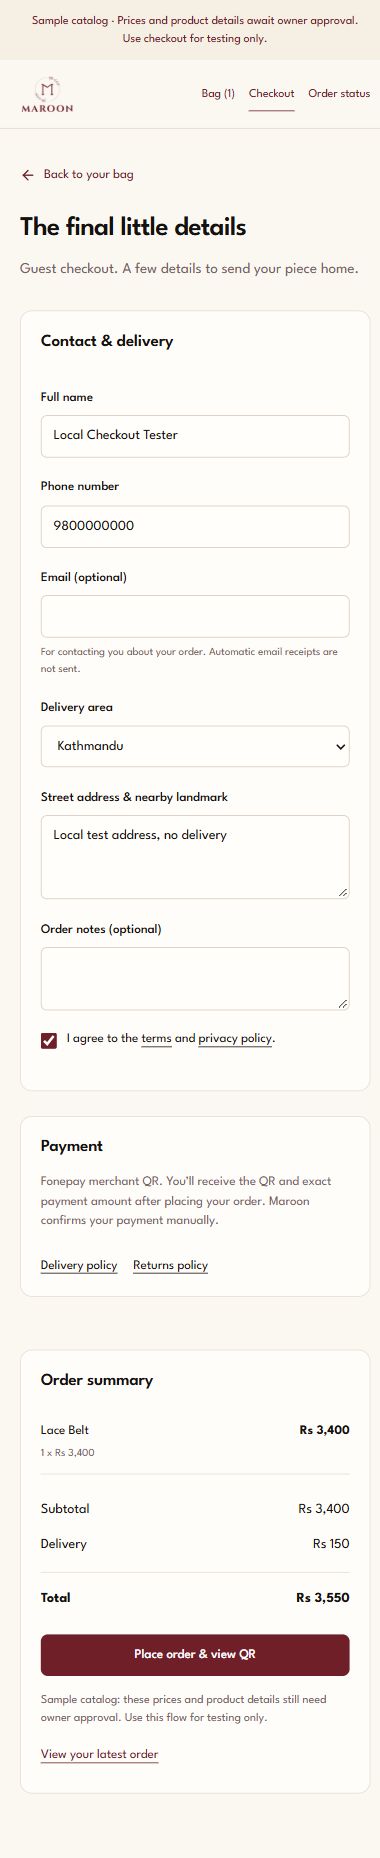 Sample catalog · Prices and product details await owner approval.
Use checkout for testing only.
M
MAROON
Bag (1)
Checkout
Order status
← Back to your bag
The final little details
Guest checkout. A few details to send your piece home.
Contact & delivery
Full name
Local Checkout Tester
Phone number
9800000000
Email (optional)
For contacting you about your order. Automatic email receipts are
not sent.
Delivery area
Kathmandu
Street address & nearby landmark
Local test address, no delivery
Order notes (optional)
I agree to the terms and privacy policy.
Payment
Fonepay merchant QR. You'll receive the QR and exact
payment amount after placing your order. Maroon
confirms your payment manually.
Delivery policy
Returns policy
Order summary
Lace Belt Rs 3,400
1 x Rs 3,400
Subtotal Rs 3,400
Delivery Rs 150
Total Rs 3,550
Place order & view QR
Sample catalog: these prices and product details still need
owner approval. Use this flow for testing only.
View your latest order